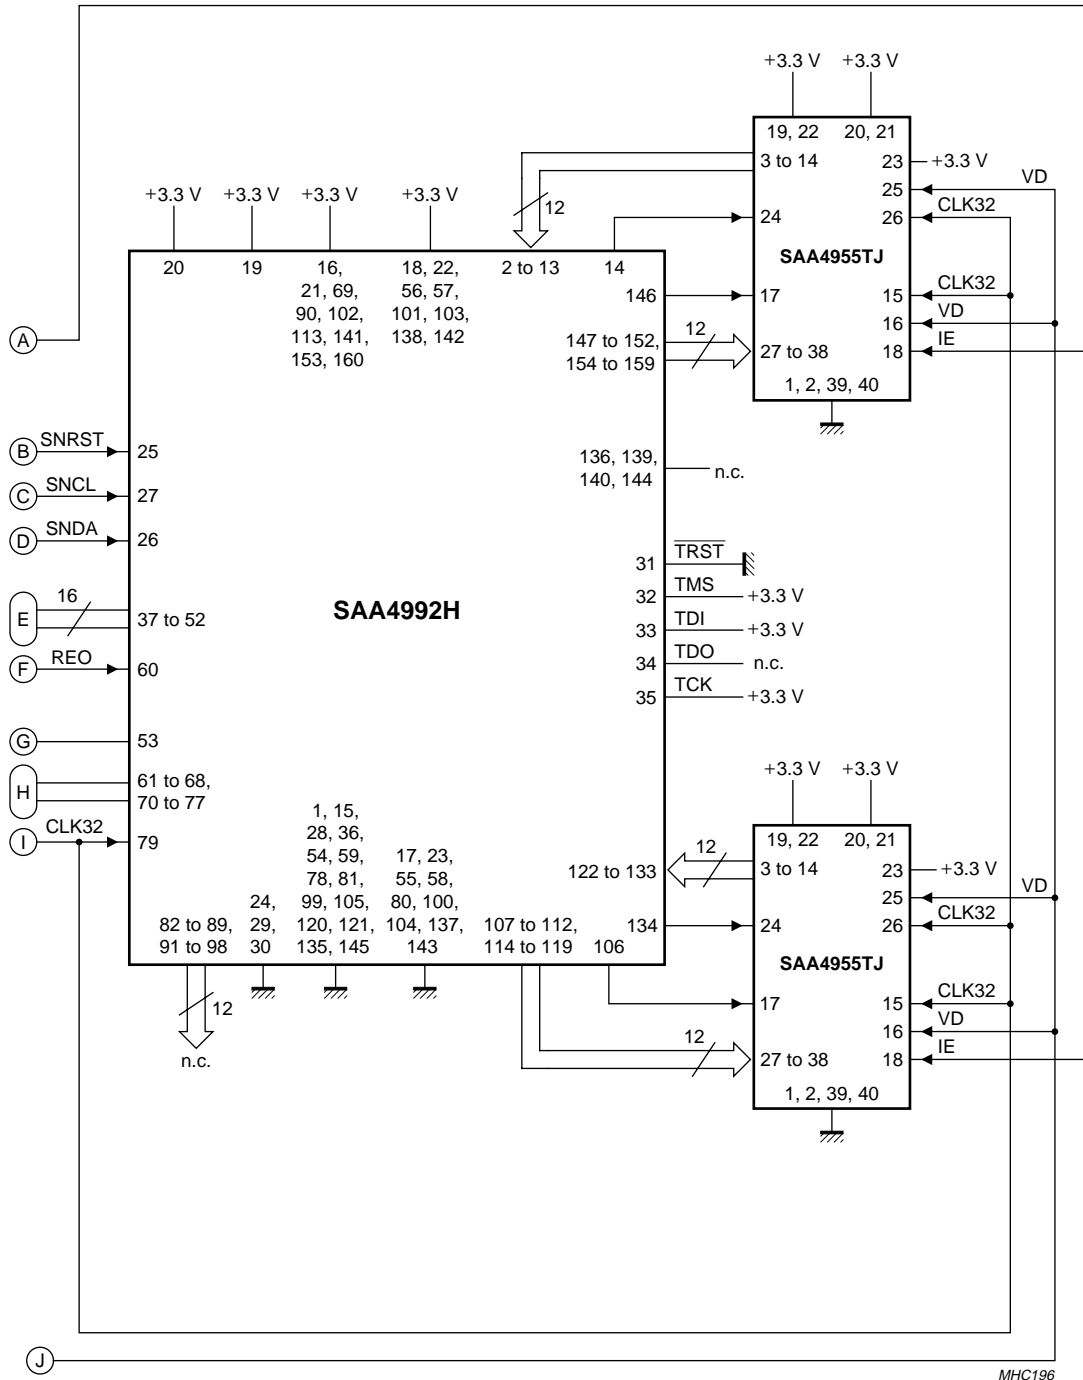 +3.3 V +3.3 V
19, 22 20, 21
3 to 14 23 +3.3 V
25 VD
24 26 CLK32
SAA4955TJ
17 15 CLK32
16 VD
27 to 38 18 IE
1, 2, 39, 40
+3.3 V +3.3 V +3.3 V +3.3 V
12
20 19 16, 18, 22, 2 to 13 14
21, 69, 56, 57, 146
90, 102, 101, 103,
113, 141, 138, 142 147 to 152, 12
153, 160 154 to 159
A
B SNRST 25 136, 139,
140, 144 n.c.
C SNCL 27
D SNDA 26
31 TRST
32 TMS +3.3 V
E 16 37 to 52
SAA4992H
33 TDI +3.3 V
F REO 60 34 TDO n.c.
35 TCK +3.3 V
G 53
H 61 to 68,
70 to 77
I CLK32 79
1, 15,
28, 36,
54, 59, 17, 23, 122 to 133 12
78, 81, 55, 58,
24, 99, 105, 80, 100,
82 to 89, 29, 120, 121, 104, 137, 107 to 112, 134
91 to 98 30 135, 145 143 114 to 119 106
12
n.c.
12
+3.3 V +3.3 V
19, 22 20, 21
3 to 14 23 +3.3 V
25 VD
24 26 CLK32
SAA4955TJ
17 15 CLK32
16 VD
27 to 38 18 IE
1, 2, 39, 40
J
MHC196